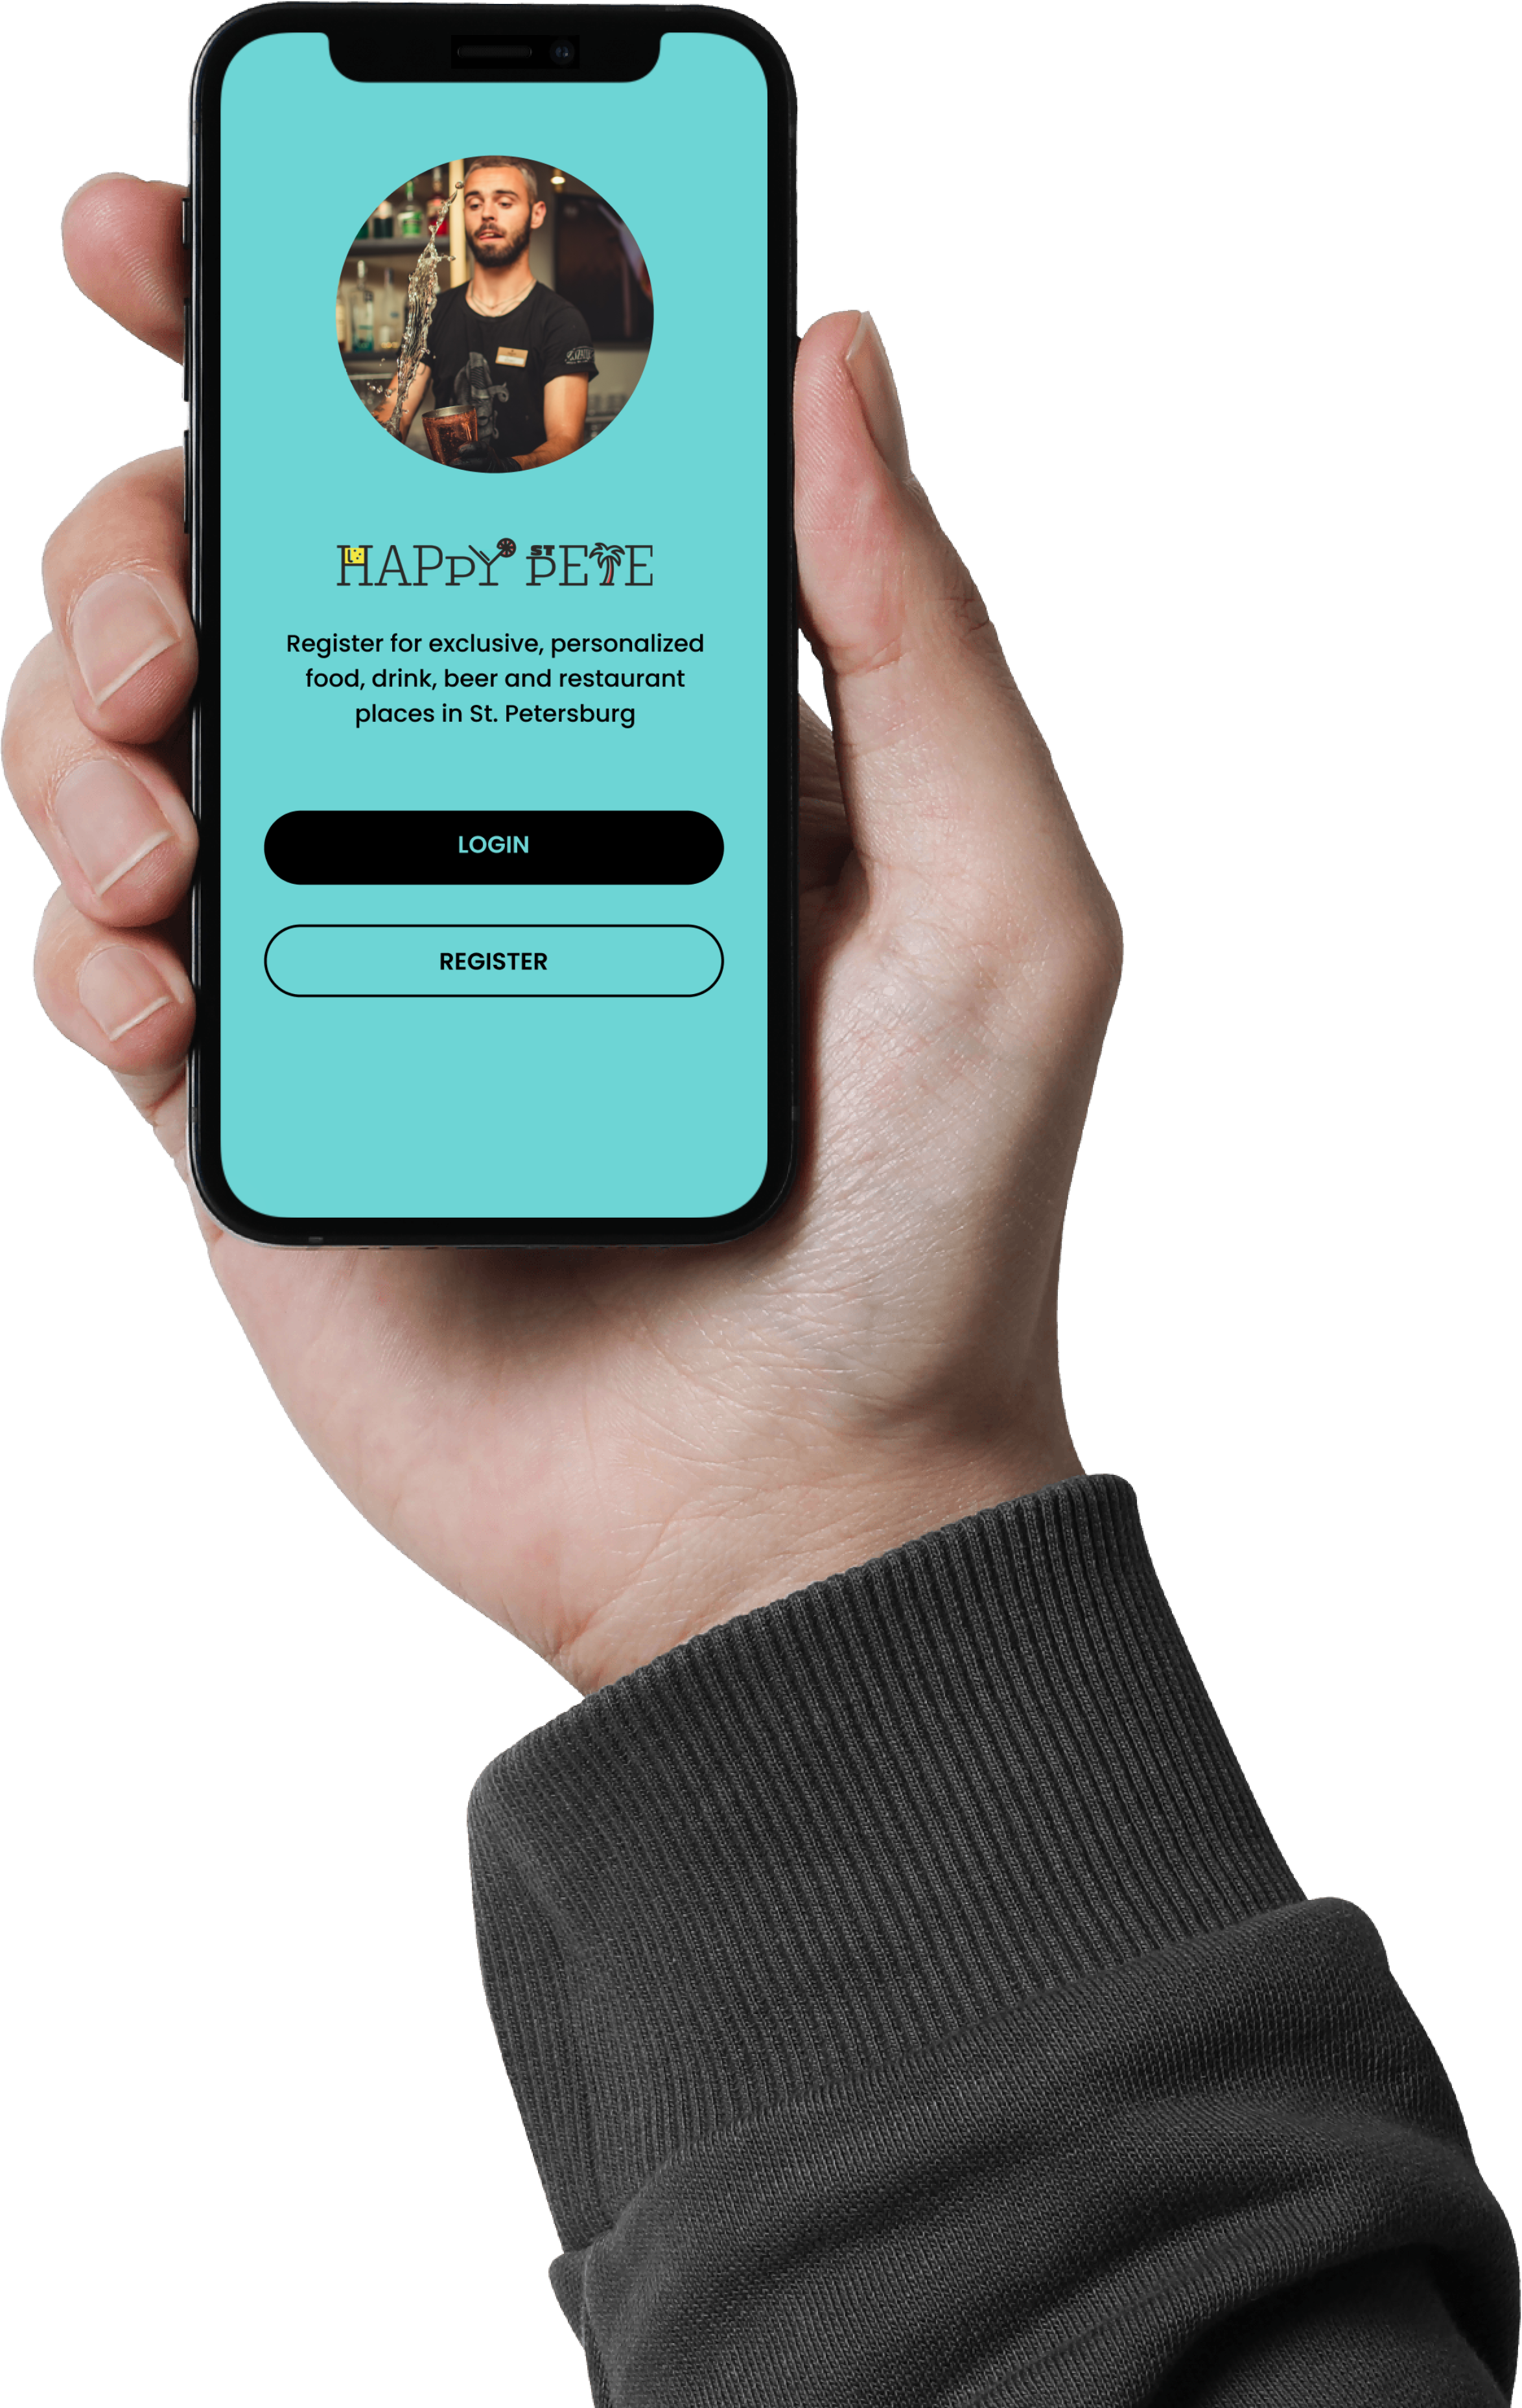 HAPPY ST PETE
Register for exclusive, personalized
food, drink, beer and restaurant
places in St. Petersburg
LOGIN
REGISTER